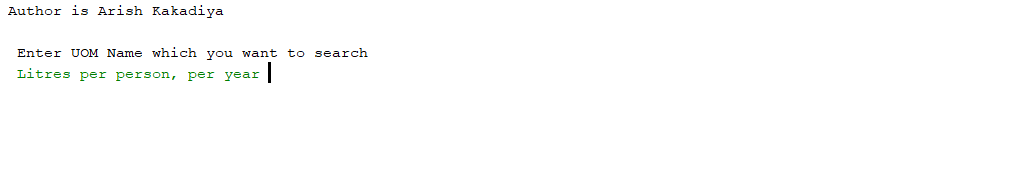 Author is Arish Kakadiya
Enter UOM Name which you want to search
Litres per person, per year